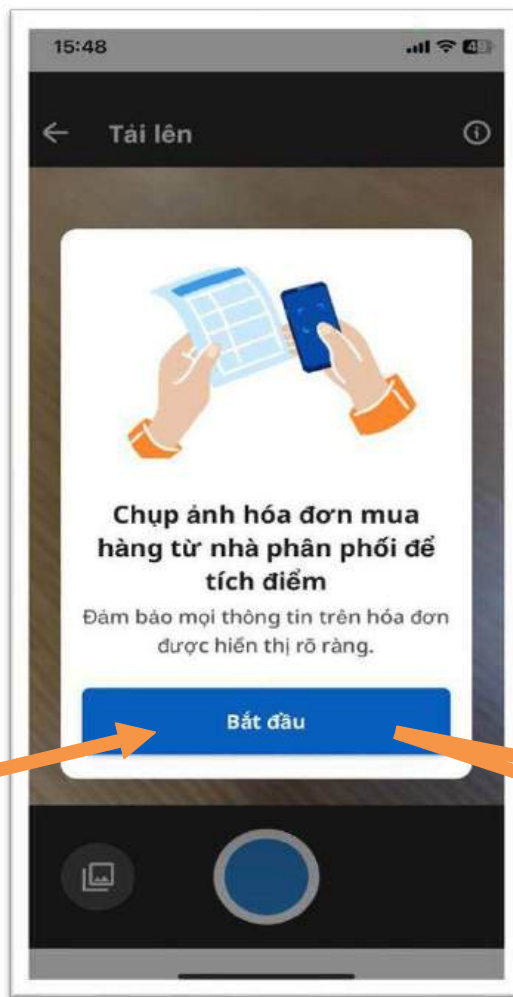 15:48
Tải lên
Chụp ảnh hóa đơn mua
hàng từ nhà phân phối để
tích điểm
Đảm bảo mọi thông tin trên hóa đơn
được hiển thị rõ ràng.
Bắt đầu